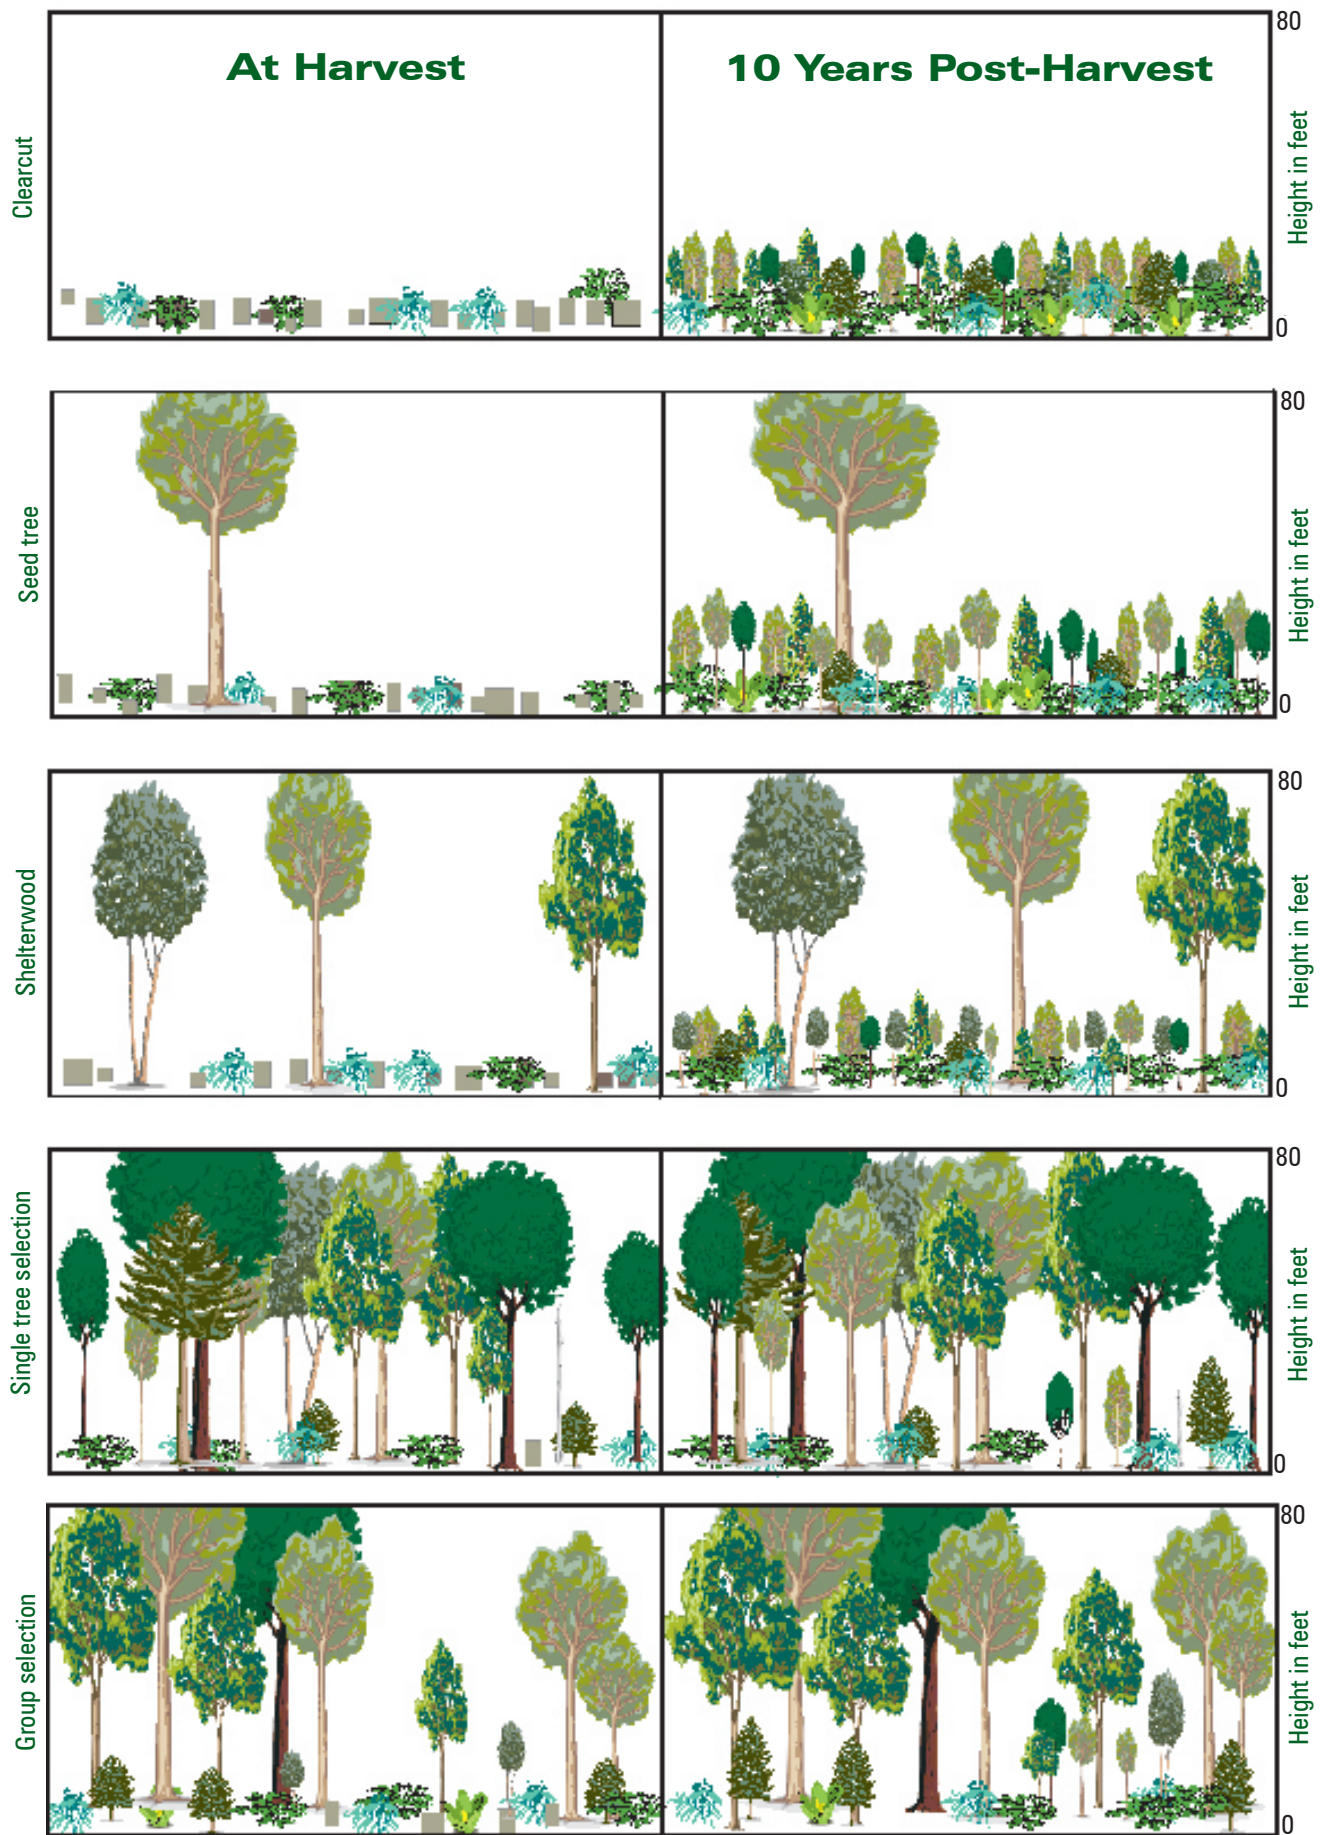 At Harvest
10 Years Post-Harvest
80
Clearcut
Height in feet
0
80
Seed tree
Height in feet
0
80
Shelterwood
Height in feet
0
80
Single tree selection
Height in feet
0
80
Group selection
Height in feet
0